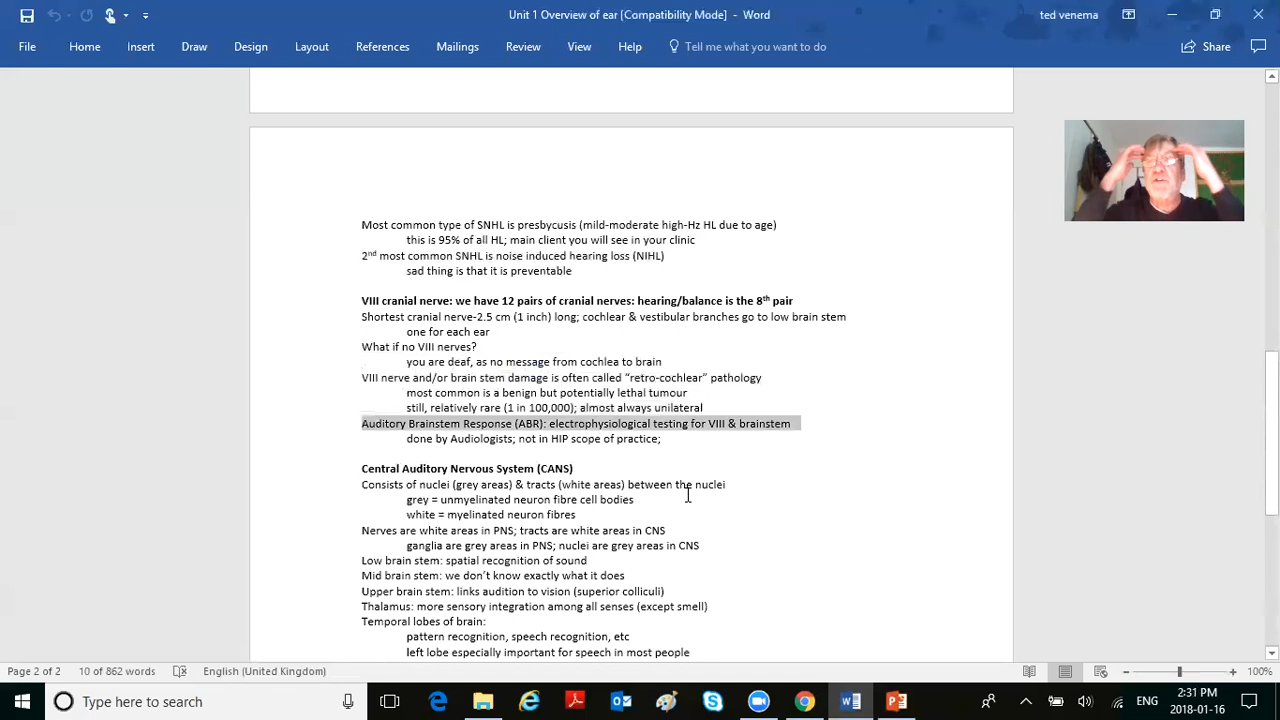 Unit 1 Overview of ear [Compatibility Mode] - Word
ted venema
File Home Insert Draw Design Layout References Mailings Review View Help Tell me what you want to do Share
Most common type of SNHL is presbycusis (mild-moderate high-Hz HL due to age)
this is 95% of all HL; main client you will see in your clinic
2nd most common SNHL is noise induced hearing loss (NIHL)
sad thing is that it is preventable
VIII cranial nerve: we have 12 pairs of cranial nerves: hearing/balance is the 8th pair
Shortest cranial nerve-2.5 cm (1 inch) long; cochlear & vestibular branches go to low brain stem
one for each ear
What if no VIII nerves?
you are deaf, as no message from cochlea to brain
VIII nerve and/or brain stem damage is often called “retro-cochlear” pathology
most common is a benign but potentially lethal tumour
still, relatively rare (1 in 100,000); almost always unilateral
Auditory Brainstem Response (ABR): electrophysiological testing for VIII & brainstem
done by Audiologists; not in HIP scope of practice;
Central Auditory Nervous System (CANS)
Consists of nuclei (grey areas) & tracts (white areas) between the nuclei
grey = unmyelinated neuron fibre cell bodies
white = myelinated neuron fibres
Nerves are white areas in PNS; tracts are white areas in CNS
ganglia are grey areas in PNS; nuclei are grey areas in CNS
Low brain stem: spatial recognition of sound
Mid brain stem: we don’t know exactly what it does
Upper brain stem: links audition to vision (superior colliculi)
Thalamus: more sensory integration among all senses (except smell)
Temporal lobes of brain:
pattern recognition, speech recognition, etc
left lobe especially important for speech in most people
Page 2 of 2 10 of 862 words English (United Kingdom) 100%
Type here to search
ENG
2:31 PM
2018-01-16